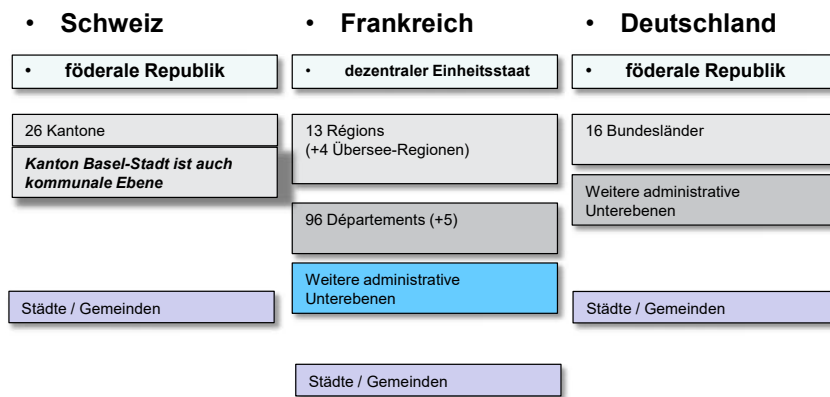 • Schweiz
• föderale Republik
26 Kantone
Kanton Basel-Stadt ist auch
kommunale Ebene
Städte / Gemeinden
• Frankreich
• dezentraler Einheitsstaat
13 Régions
(+4 Übersee-Regionen)
96 Départements (+5)
Weitere administrative
Unterebenen
Städte / Gemeinden
• Deutschland
• föderale Republik
16 Bundesländer
Weitere administrative
Unterebenen
Städte / Gemeinden